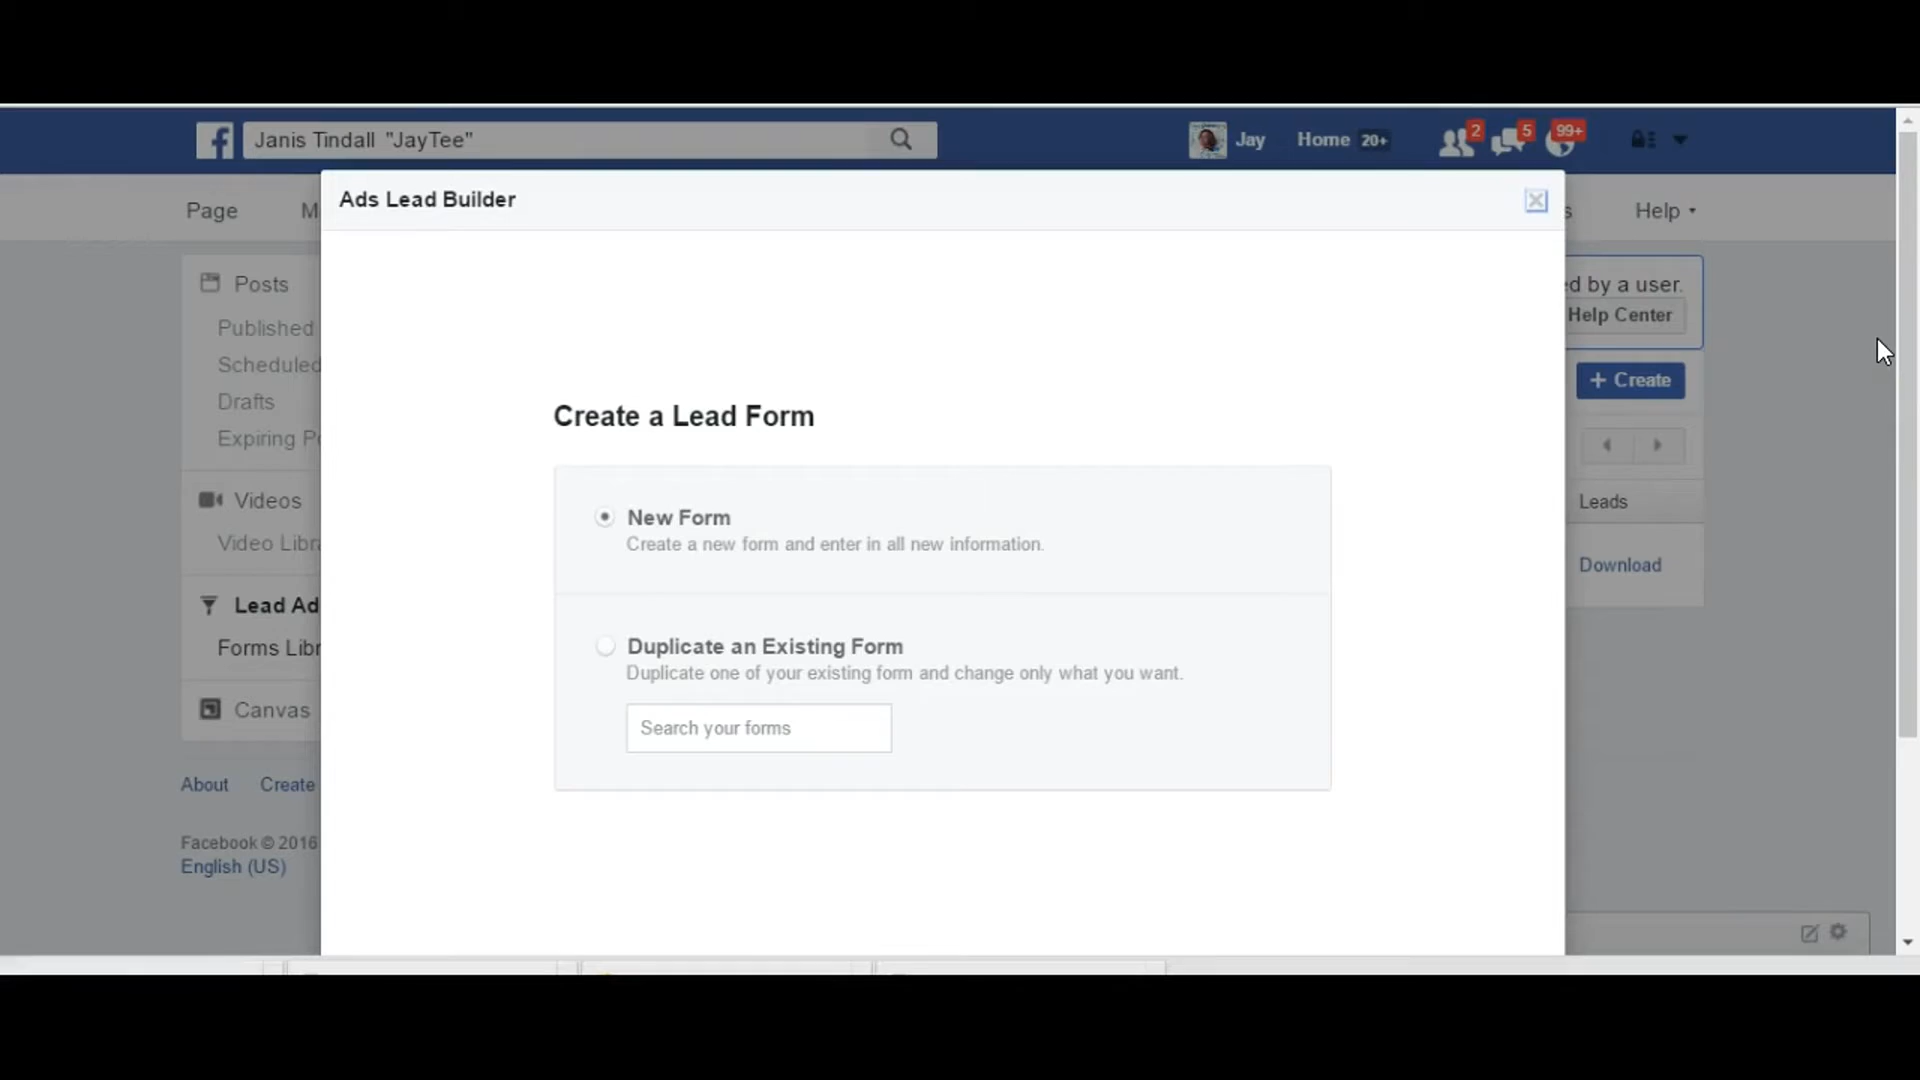 Janis Tindall "JayTee"
Jay
Home 20+
2
5
99+
Ads Lead Builder
Page
M
s
Help
Posts
Published
Scheduled
Drafts
Expiring Po
Videos
Video Libra
Lead Ad
Forms Libr
Canvas
About Create
Facebook © 2016
English (US)
Create a Lead Form
New Form
Create a new form and enter in all new information.
Duplicate an Existing Form
Duplicate one of your existing form and change only what you want.
Search your forms
ed by a user.
Help Center
+ Create
Leads
Download